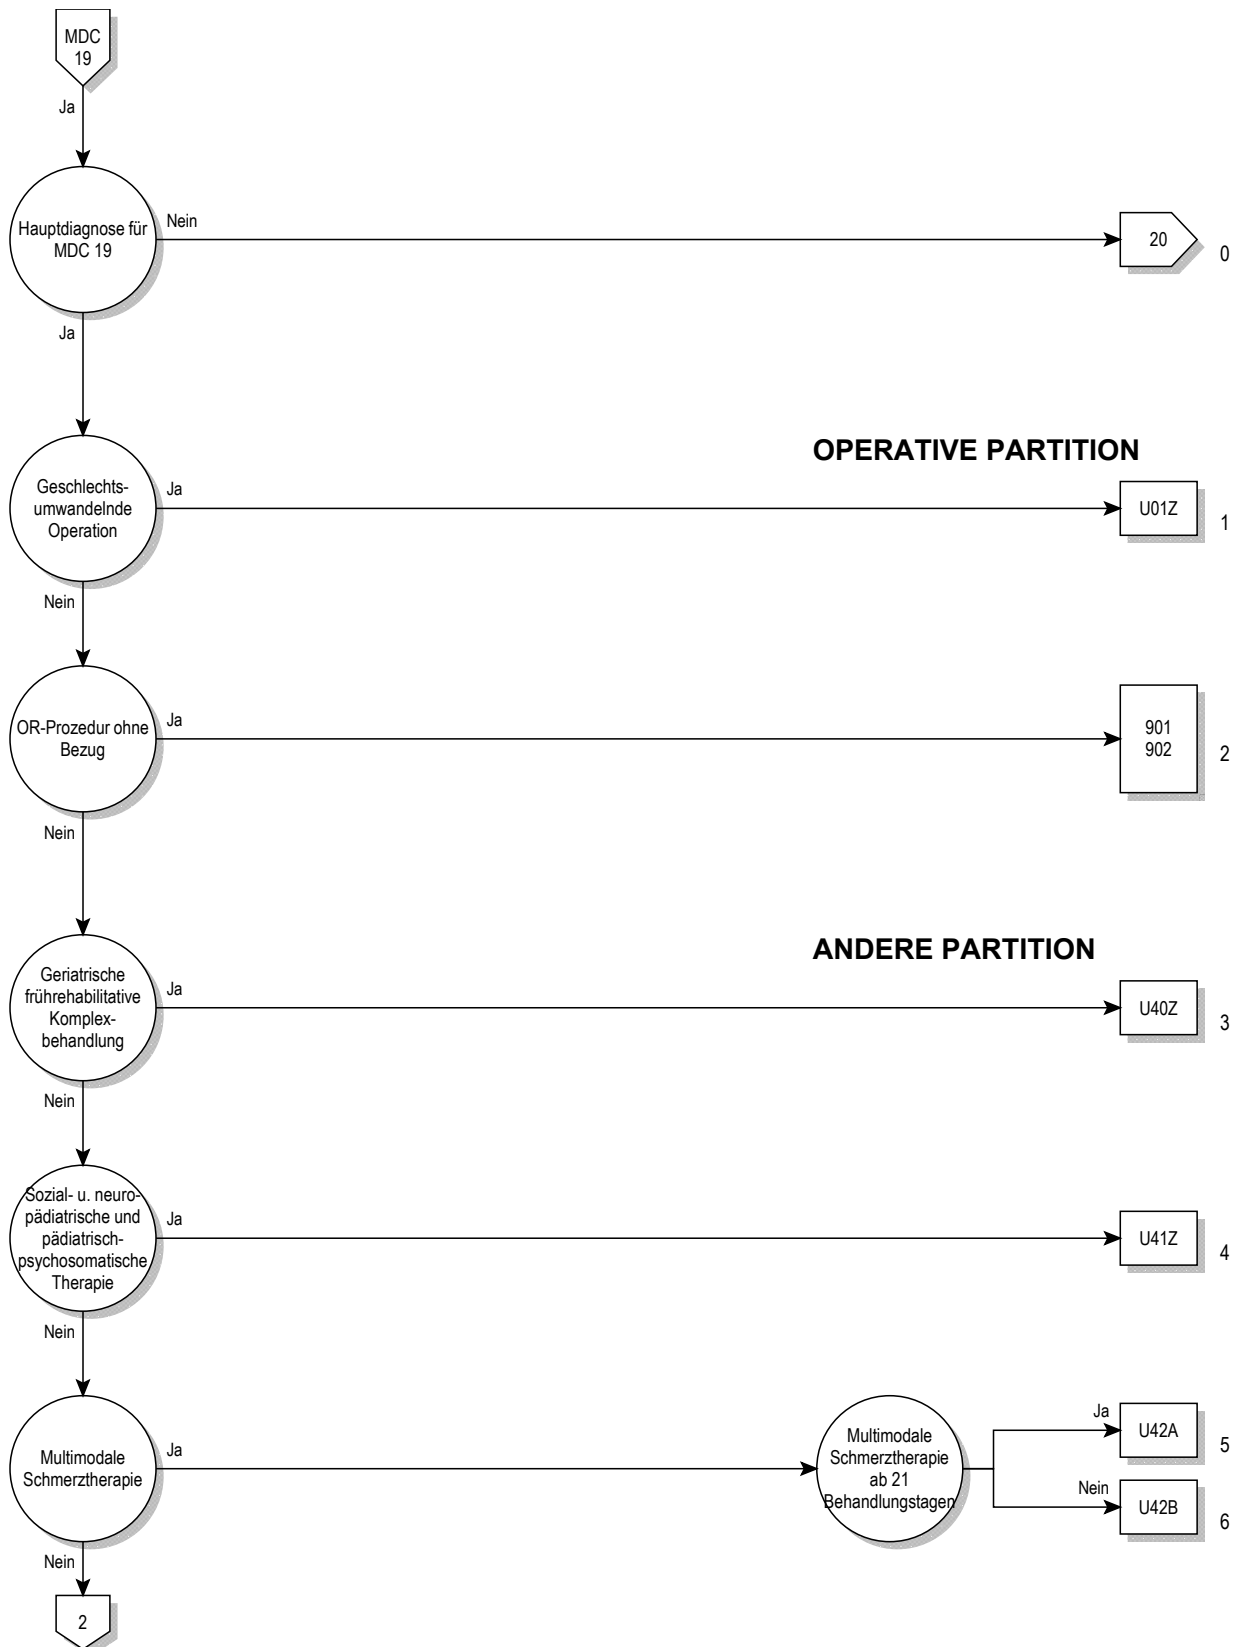 MDC
19
Ja
Hauptdiagnose für
MDC 19
Nein
20
0
Ja
OPERATIVE PARTITION
Geschlechts-
umwandelnde
Operation
Ja
U01Z
1
Nein
OR-Prozedur ohne
Bezug
Ja
901
902
2
Nein
ANDERE PARTITION
Geriatrische
frührehabilitative
Komplex-
behandlung
Ja
U40Z
3
Nein
Sozial- u. neuro-
pädiatrische und
pädiatrisch-
psychosomatische
Therapie
Ja
U41Z
4
Nein
Multimodale
Schmerztherapie
Ja
Multimodale
Schmerztherapie
ab 21
Behandlungstagen
Ja
U42A
5
Nein
U42B
6
Nein
2